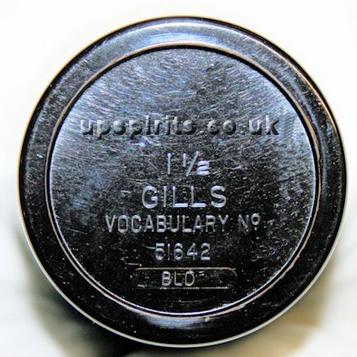 upspirits co uk
1 1/2
GILLS
VOCABULARY Nº
51642
BLO